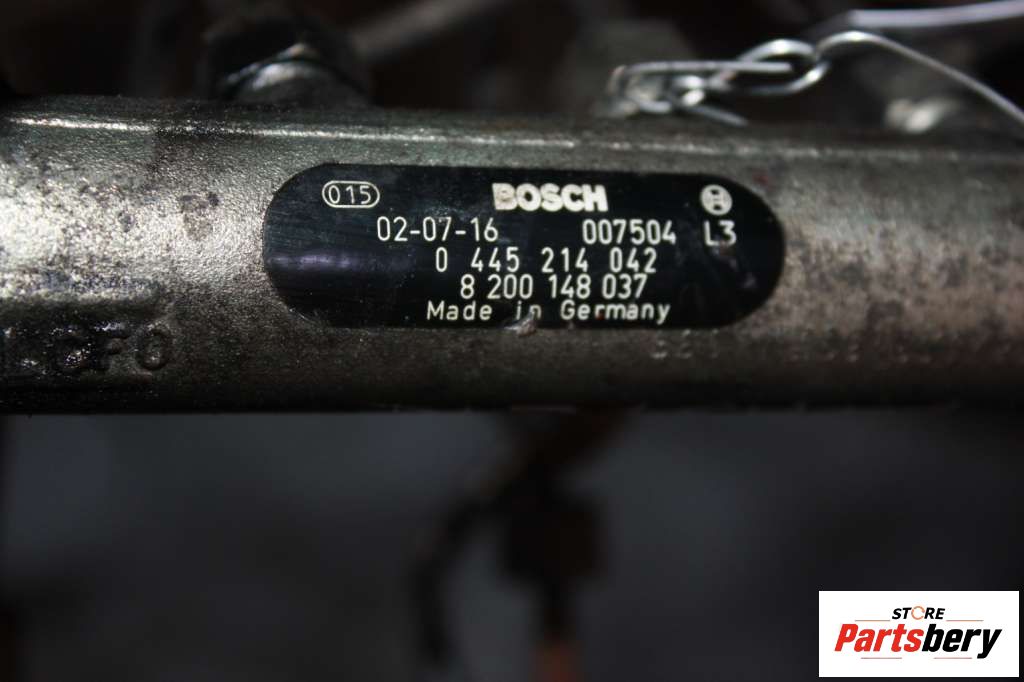 015 BOSCH
02-07-16 007504 L3
0 445 214 042
8 200 148 037
Made in Germany
STORE
Partsbery